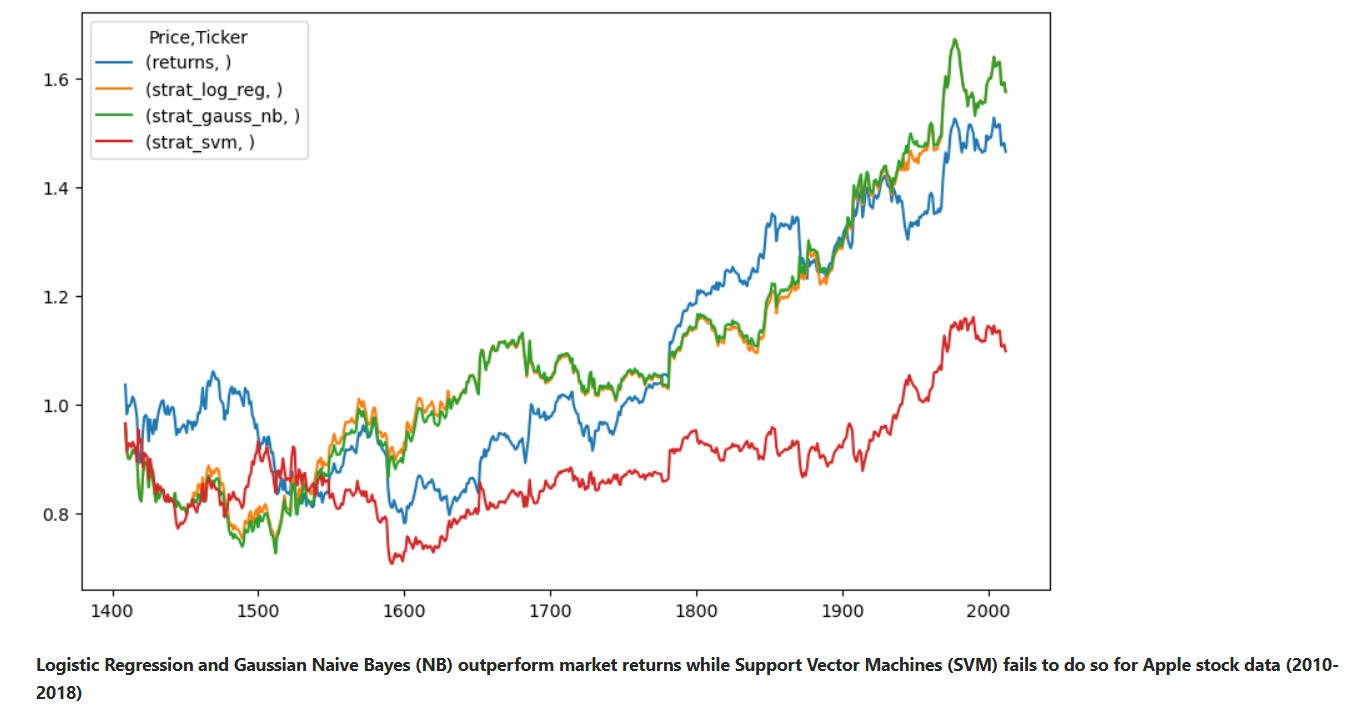 Price,Ticker
(returns, )
(strat_log_reg, )
(strat_gauss_nb, )
(strat_svm, )
1.6
1.4
1.2
1.0
0.8
1400 1500 1600 1700 1800 1900 2000
Logistic Regression and Gaussian Naive Bayes (NB) outperform market returns while Support Vector Machines (SVM) fails to do so for Apple stock data (2010-
2018)